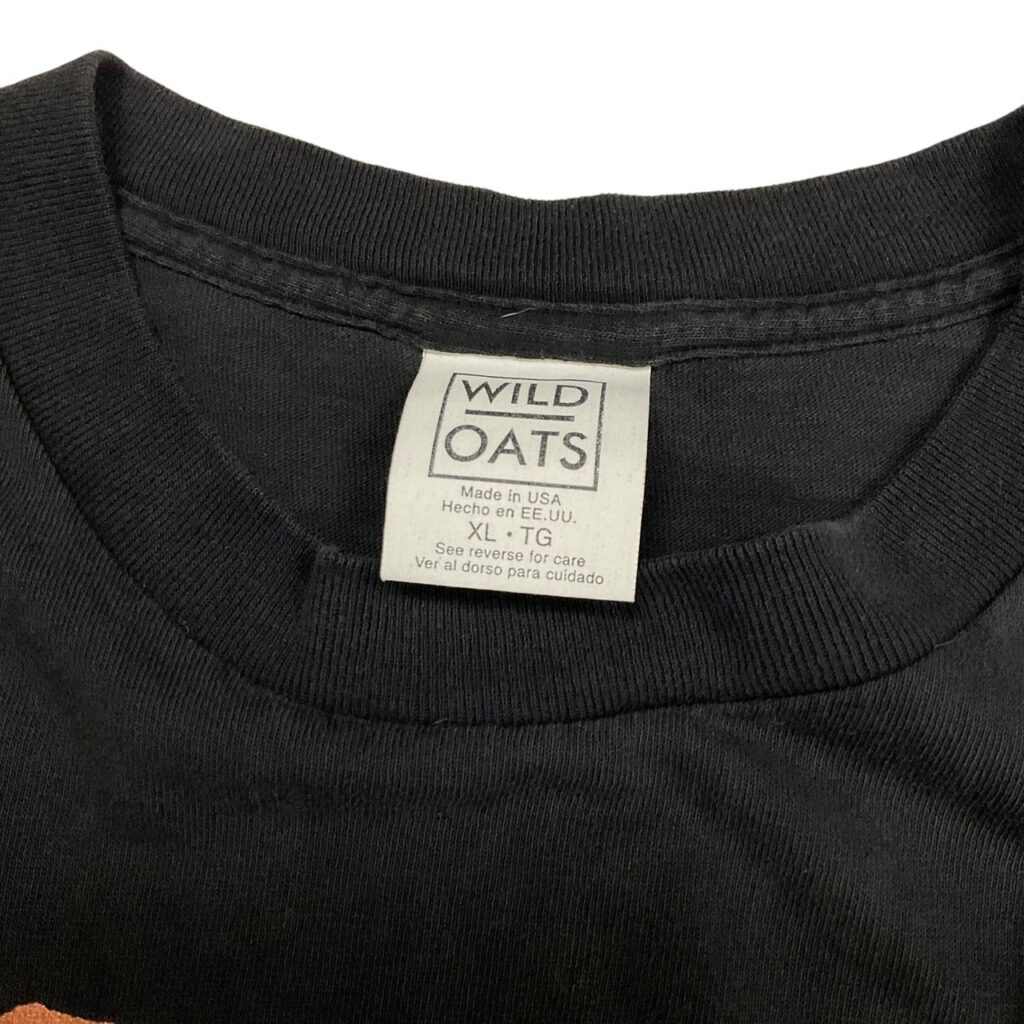 WILD
OATS
Made in USA
Hecho en EE.UU.
XL • TG
See reverse for care
Ver al dorso para cuidado